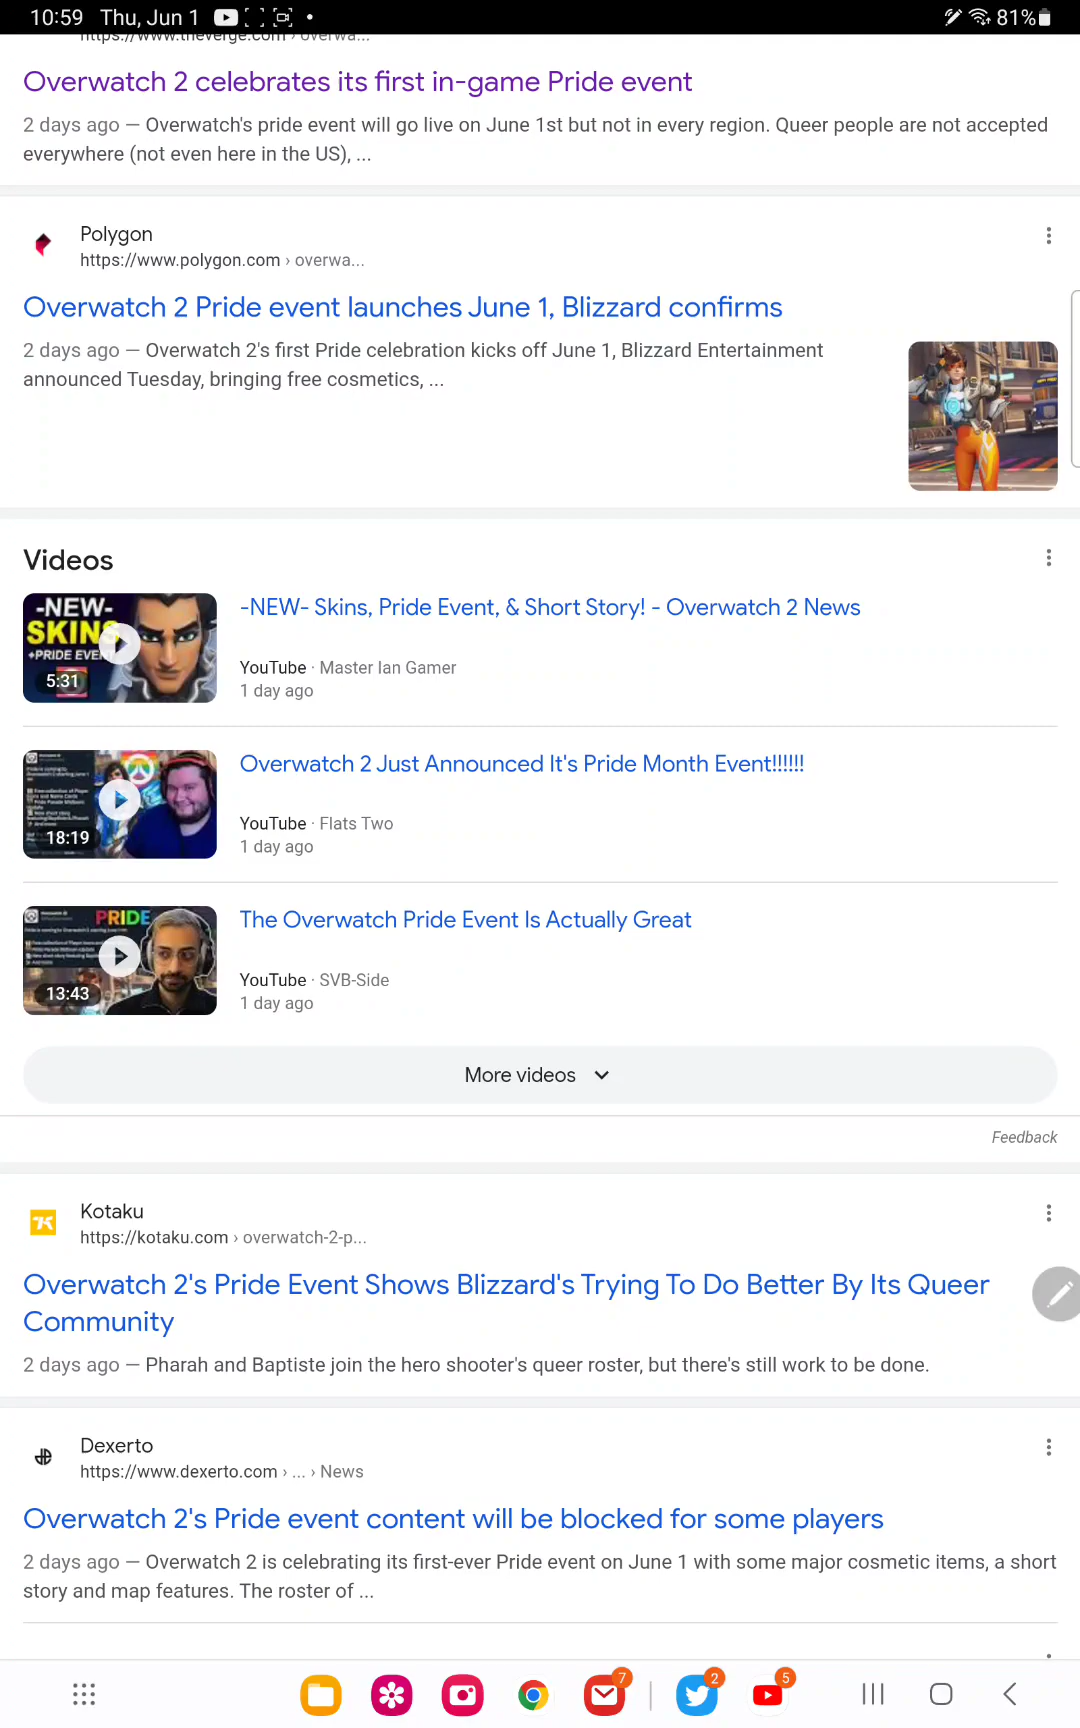 10:59 Thu, Jun 1
81%
https://www.theverge.com › overwa...
Overwatch 2 celebrates its first in-game Pride event
2 days ago — Overwatch's pride event will go live on June 1st but not in every region. Queer people are not accepted
everywhere (not even here in the US), ...
Polygon
https://www.polygon.com › overwa...
Overwatch 2 Pride event launches June 1, Blizzard confirms
2 days ago — Overwatch 2's first Pride celebration kicks off June 1, Blizzard Entertainment
announced Tuesday, bringing free cosmetics, ...
Videos
-NEW-
SKINS
+PRIDE EVEN
5:31
-NEW- Skins, Pride Event, & Short Story! - Overwatch 2 News
YouTube · Master Ian Gamer
1 day ago
18:19
Overwatch 2 Just Announced It's Pride Month Event!!!!!!
YouTube · Flats Two
1 day ago
PRIDE
13:43
The Overwatch Pride Event Is Actually Great
YouTube · SVB-Side
1 day ago
More videos
Feedback
Kotaku
https://kotaku.com › overwatch-2-p...
Overwatch 2's Pride Event Shows Blizzard's Trying To Do Better By Its Queer
Community
2 days ago — Pharah and Baptiste join the hero shooter's queer roster, but there's still work to be done.
Dexerto
https://www.dexerto.com › ... › News
Overwatch 2's Pride event content will be blocked for some players
2 days ago — Overwatch 2 is celebrating its first-ever Pride event on June 1 with some major cosmetic items, a short
story and map features. The roster of ...
7
2
5